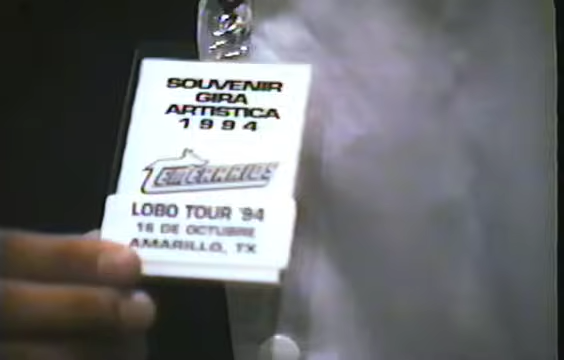 SOUVENIR
GIRA
ARTISTICA
1994
TEMERARIOS
LOBO TOUR '94
16 DE OCTUBRE
AMARILLO, TX